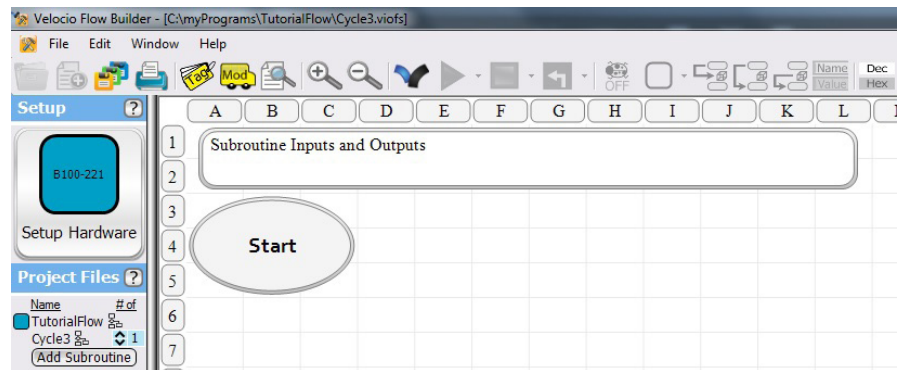 Velocio Flow Builder - [C:\myPrograms\TutorialFlow\Cycle3.viofs]
File Edit Window Help
Tags Mod OFF Name Value Dec Hex
Setup ?
A B C D E F G H I J K L
1 Subroutine Inputs and Outputs
B100-221
2
3
Setup Hardware
4 Start
Project Files ?
5
Name # of
TutorialFlow
6
Cycle3 1
(Add Subroutine)
7